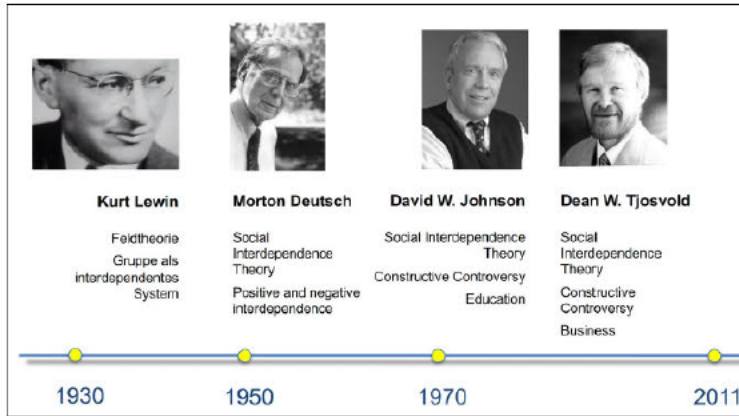 Kurt Lewin
Feldtheorie
Gruppe als
interdependentes
System
Morton Deutsch
Social
Interdependence
Theory
Positive and negative
interdependence
David W. Johnson
Social Interdependence
Theory
Constructive Controversy
Education
Dean W. Tjosvold
Social
Interdependence
Theory
Constructive
Controversy
Business
1930
1950
1970
2011